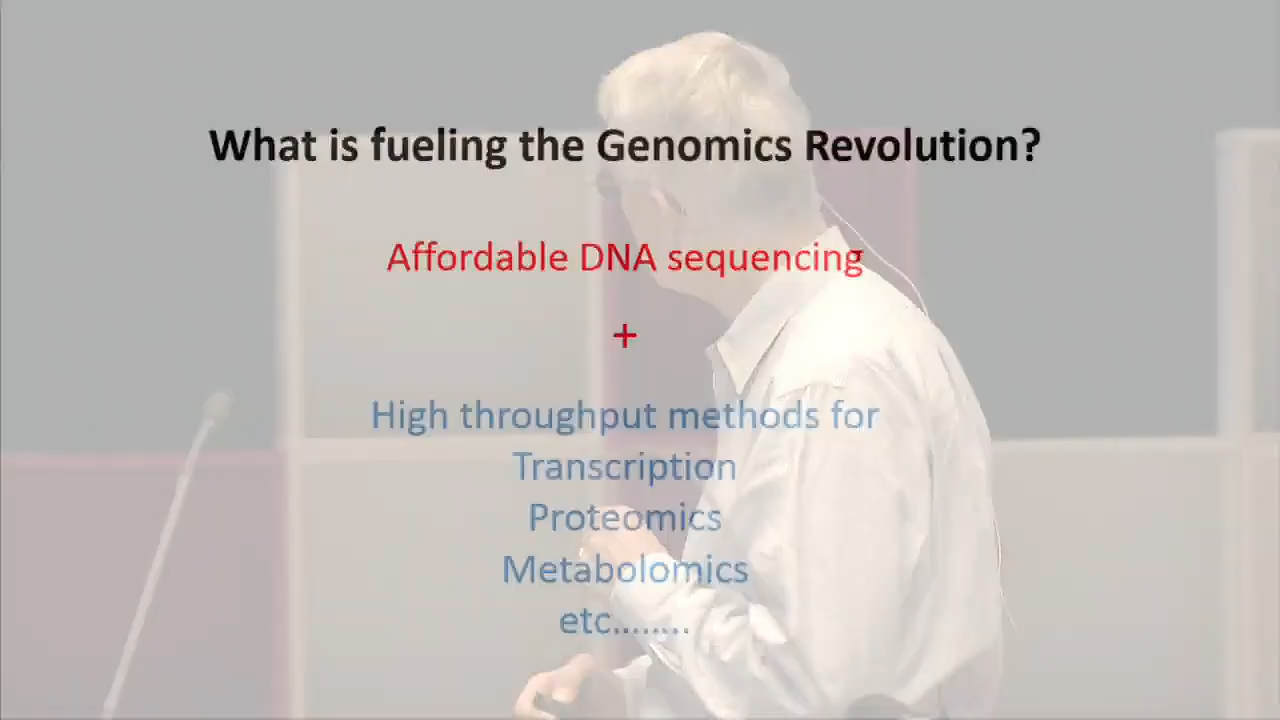 What is fueling the Genomics Revolution?
Affordable DNA sequencing
+
High throughput methods for
Transcription
Proteomics
Metabolomics
etc........